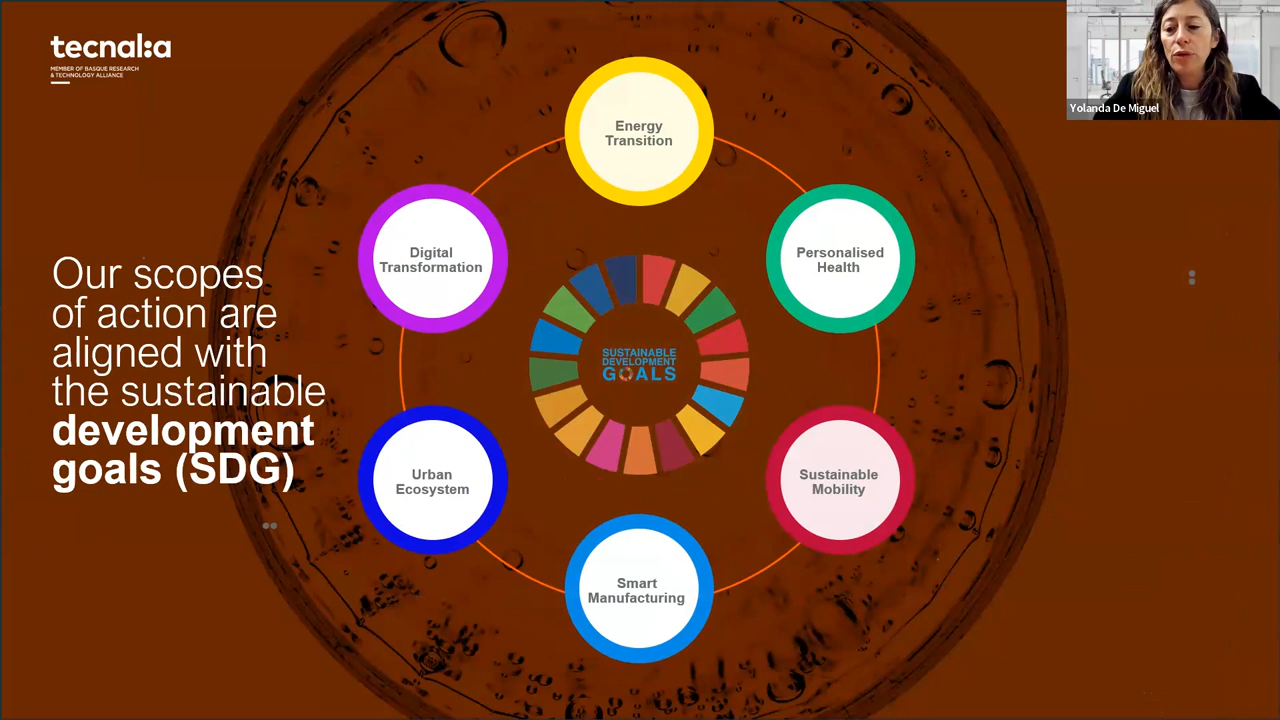 tecnal:a
MEMBER OF BASQUE RESEARCH
& TECHNOLOGY ALLIANCE
Yolanda De Miguel
Our scopes
of action are
aligned with
the sustainable
development
goals (SDG)
Energy
Transition
Personalised
Health
Sustainable
Mobility
Smart
Manufacturing
Urban
Ecosystem
Digital
Transformation
SUSTAINABLE
DEVELOPMENT
GOALS